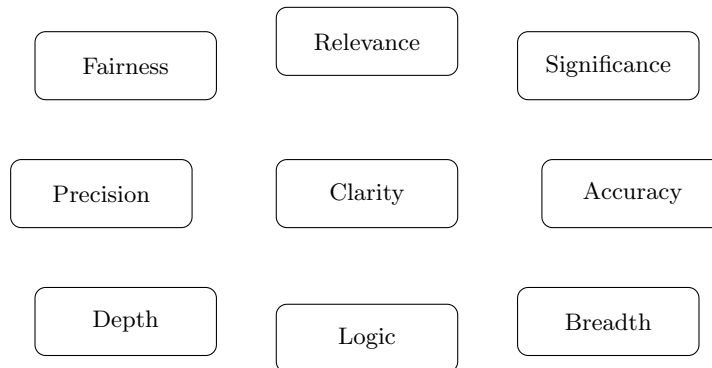 Fairness
Relevance
Significance
Precision
Clarity
Accuracy
Depth
Logic
Breadth